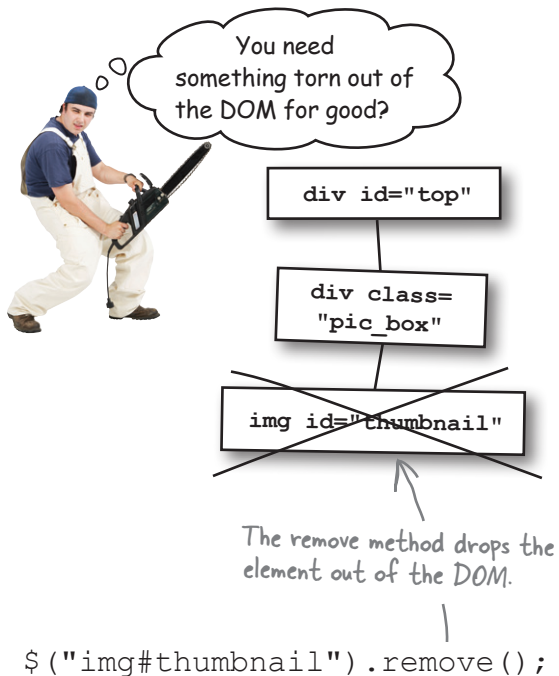 You need
something torn out of
the DOM for good?
div id="top"
div class=
"pic_box"
img id="thumbnail"
The remove method drops the
element out of the DOM.
$("img#thumbnail").remove();